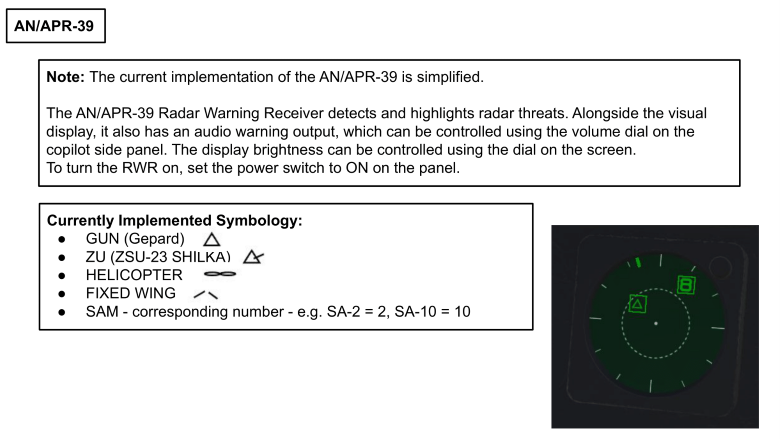 AN/APR-39
Note: The current implementation of the AN/APR-39 is simplified.
The AN/APR-39 Radar Warning Receiver detects and highlights radar threats. Alongside the visual
display, it also has an audio warning output, which can be controlled using the volume dial on the
copilot side panel. The display brightness can be controlled using the dial on the screen.
To turn the RWR on, set the power switch to ON on the panel.
Currently Implemented Symbology:
● GUN (Gepard)
● ZU (ZSU-23 SHILKA)
● HELICOPTER
● FIXED WING
● SAM - corresponding number - e.g. SA-2 = 2, SA-10 = 10
8